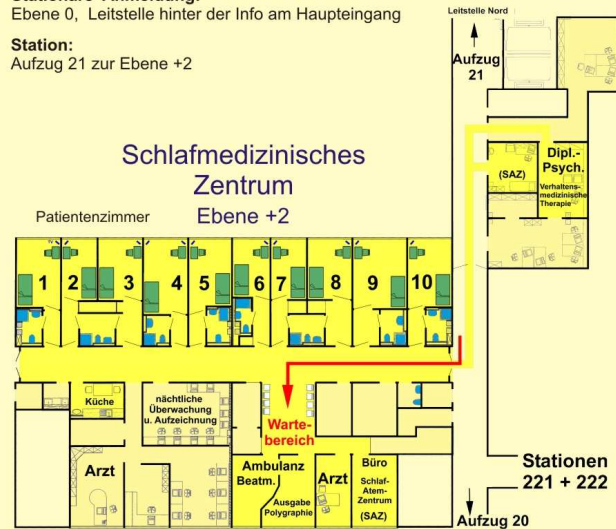 Ebene 0, Leitstelle hinter der Info am Haupteingang
Station:
Aufzug 21 zur Ebene +2
Leitstelle Nord
Aufzug
21
Schlafmedizinisches
Zentrum
Ebene +2
Patientenzimmer
(SAZ)
Dipl.-
Psych.
Verhaltens-
medizinische
Therapie
1 2 3 4 5 6 7 8 9 10
Küche
nächtliche
Überwachung
u. Aufzeichnung
Warte-
bereich
Arzt
Ambulanz
Beatm.
Ausgabe
Polygraphie
Arzt
Büro
Schlaf-
Atem-
Zentrum
(SAZ)
Stationen
221 + 222
Aufzug 20